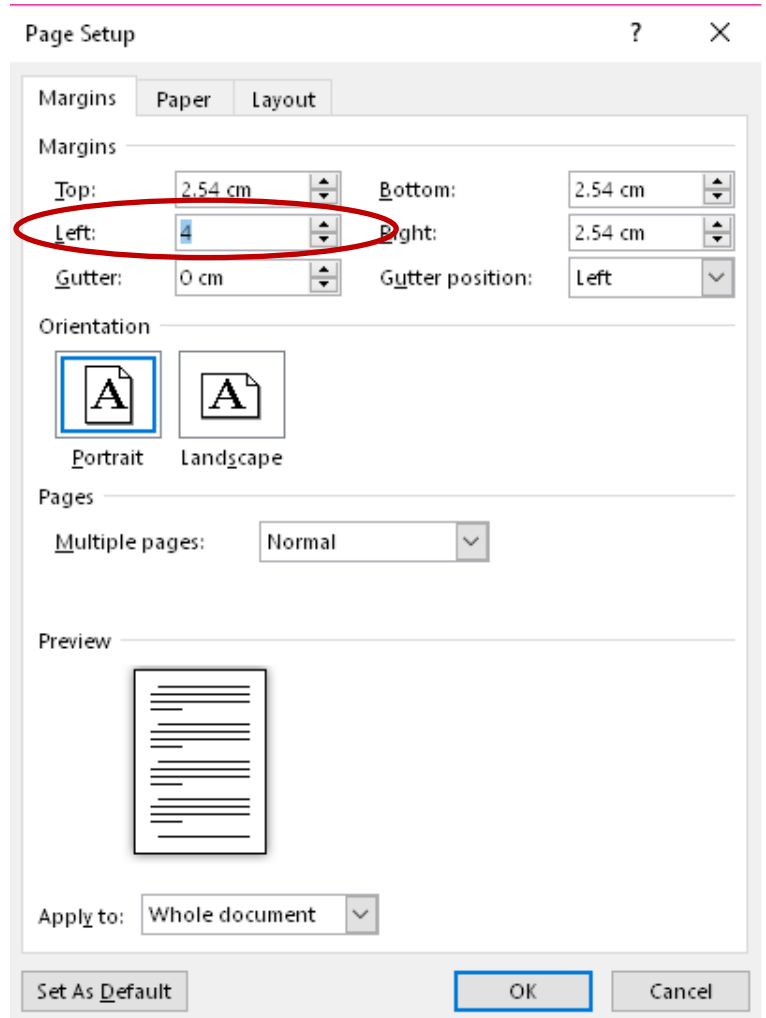 Page Setup ? ×
Margins Paper Layout
Margins
Top: 2.54 cm Bottom: 2.54 cm
Left: 4 Right: 2.54 cm
Gutter: 0 cm Gutter position: Left
Orientation
A A
Portrait Landscape
Pages
Multiple pages: Normal
Preview
Apply to: Whole document
Set As Default OK Cancel